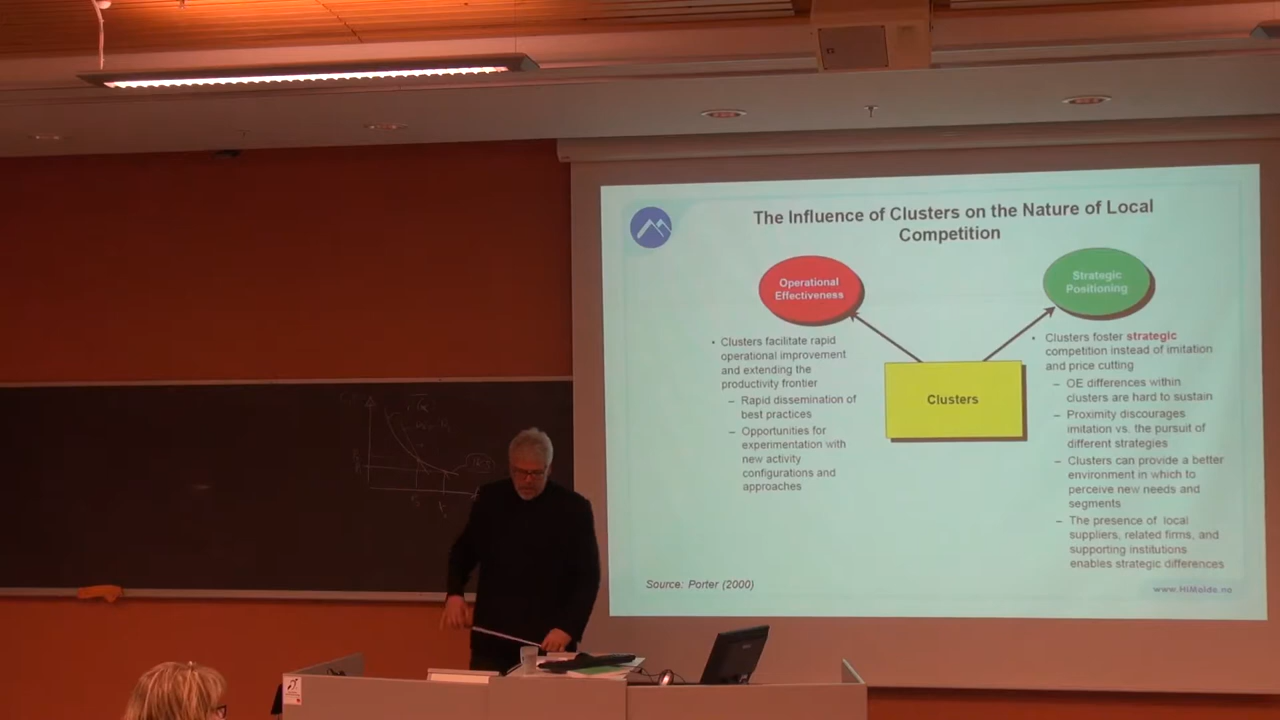 The Influence of Clusters on the Nature of Local
Competition
Operational
Effectiveness
Strategic
Positioning
Clusters
• Clusters facilitate rapid
operational improvement
and extending the
productivity frontier
– Rapid dissemination of
best practices
– Opportunities for
experimentation with
new activity
configurations and
approaches
• Clusters foster strategic
competition instead of imitation
and price cutting
– OE differences within
clusters are hard to sustain
– Proximity discourages
imitation vs. the pursuit of
different strategies
– Clusters can provide a better
environment in which to
perceive new needs and
segments
– The presence of local
suppliers, related firms, and
supporting institutions
enables strategic differences
Source: Porter (2000)
www.HiMolde.no